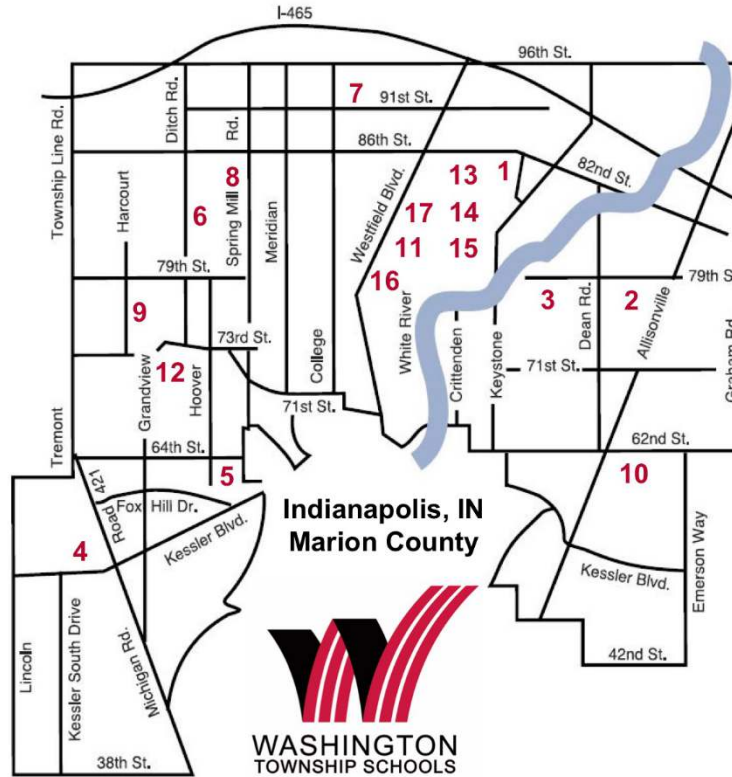 I-465
96th St.
7
91st St.
Ditch Rd.
Rd.
Township Line Rd.
86th St.
82nd St.
8
13
1
Harcourt
6
Spring Mill
Meridian
Westfield Blvd.
17
14
11
15
79th St.
16
3
Dean Rd.
2
79th St.
9
White River
Allisonville
73rd St.
College
Crittenden
Keystone
Graham Rd.
12
Grandview
Hoover
71st St.
71st St.
Tremont
64th St.
62nd St.
5
10
Road 421
Fox Hill Dr.
Indianapolis, IN
Marion County
4
Kessler Blvd.
Kessler Blvd.
Emerson Way
Lincoln
Kessler South Drive
Michigan Rd.
42nd St.
38th St.
WASHINGTON
TOWNSHIP SCHOOLS